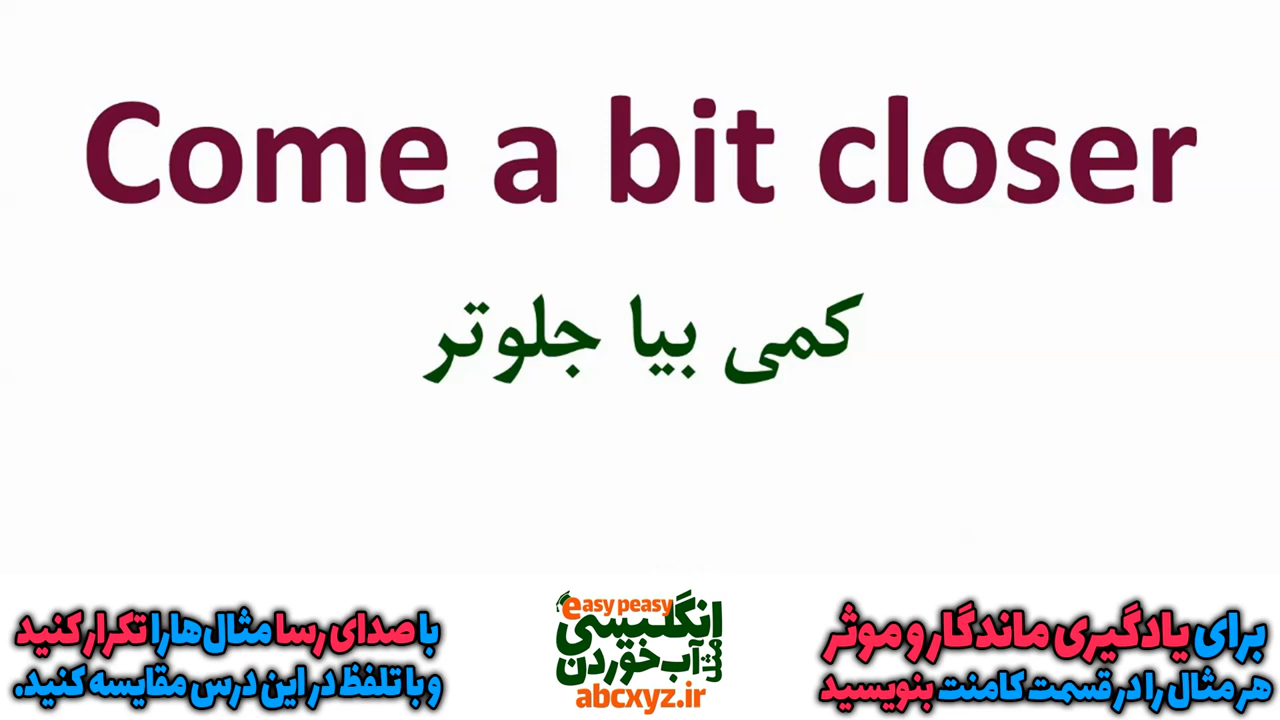 Come a bit closer
کمی بیا جلوتر
برای یادگیری ماندگار و موثر
هر مثال را در قسمت کامنت بنویسید
easy peasy
انگلیسی
مثل
آب خوردن
abcxyz.ir
با صدای رسا مثال‌ها را تکرار کنید
و با تلفظ در این درس مقایسه کنید.